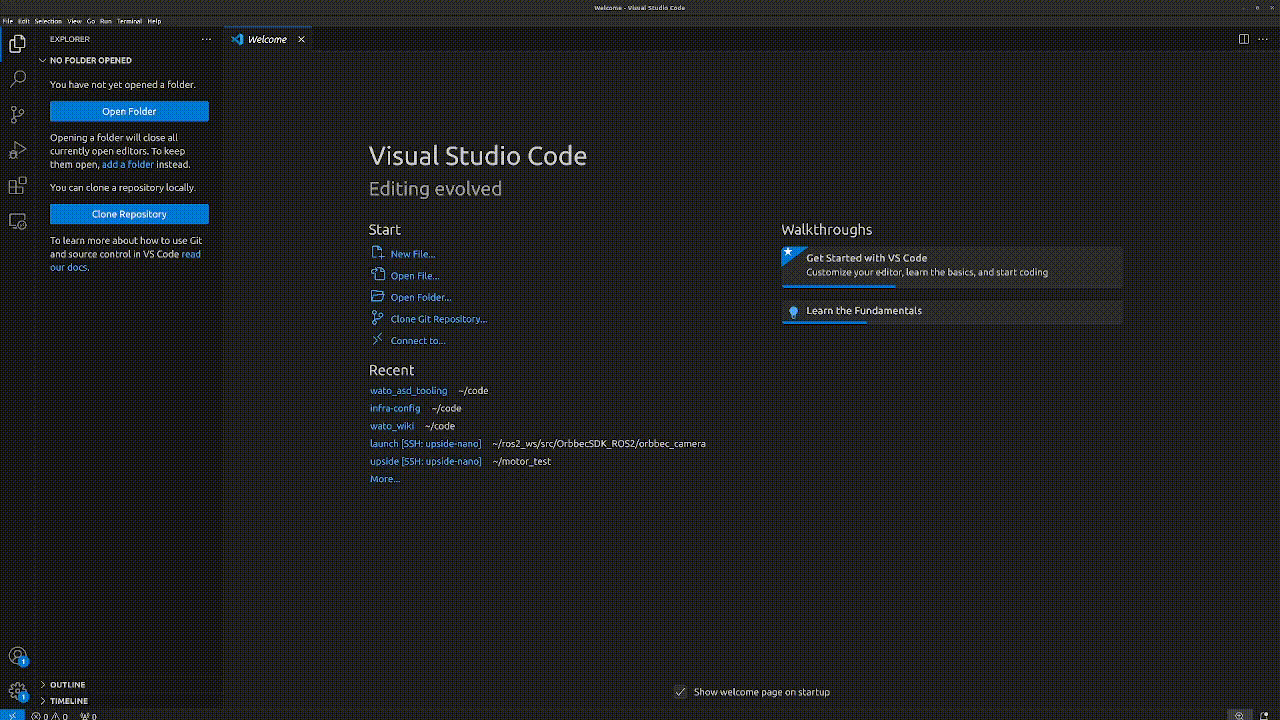 Welcome - Visual Studio Code
File Edit Selection View Go Run Terminal Help
EXPLORER
Welcome
NO FOLDER OPENED
You have not yet opened a folder.
Open Folder
Opening a folder will close all
currently open editors. To keep
them open, add a folder instead.
You can clone a repository locally.
Clone Repository
To learn more about how to use Git
and source control in VS Code read
our docs.
Visual Studio Code
Editing evolved
Start
New File...
Open File...
Open Folder...
Clone Git Repository...
Connect to...
Recent
wato_asd_tooling ~/code
infra-config ~/code
wato_wiki ~/code
launch [SSH: upside-nano] ~/ros2_ws/src/OrbbecSDK_ROS2/orbbec_camera
upside [SSH: upside-nano] ~/motor_test
More...
Walkthroughs
Get Started with VS Code
Customize your editor, learn the basics, and start coding
Learn the Fundamentals
1
OUTLINE
1
TIMELINE
Show welcome page on startup
0 0 0